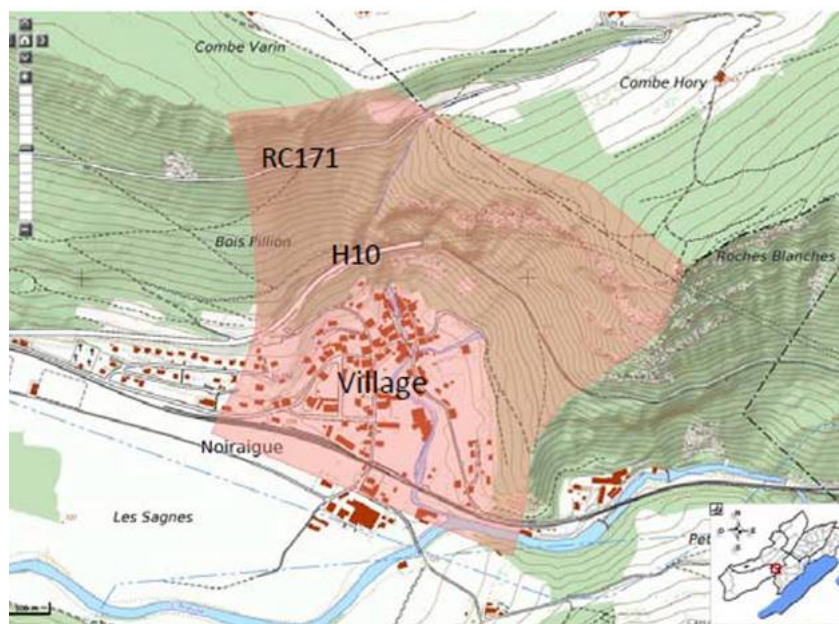 Combe Varin
Combe Hory
RC171
Bois Pillion
H10
Roches Blanches
Village
Noiraigue
Les Sagnes
N
O
E
S